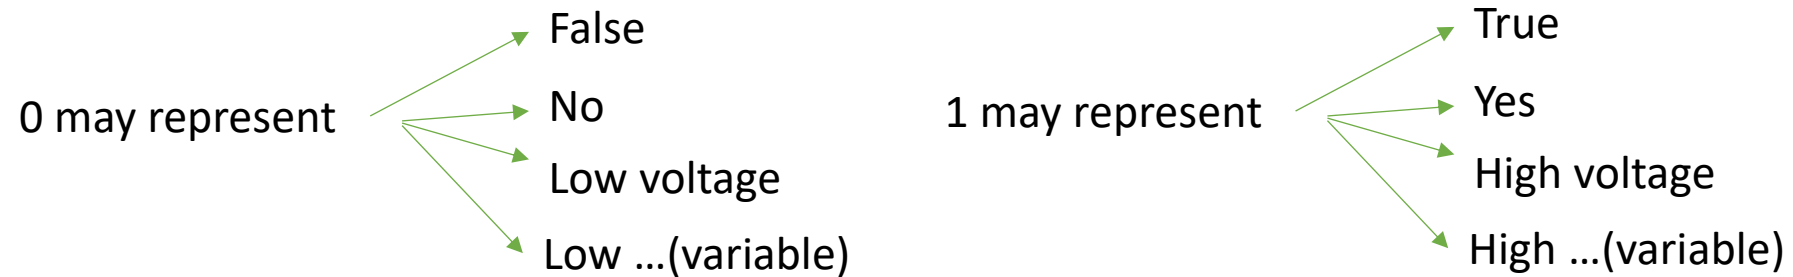 0 may represent
False
No
Low voltage
Low ...(variable)
1 may represent
True
Yes
High voltage
High ...(variable)